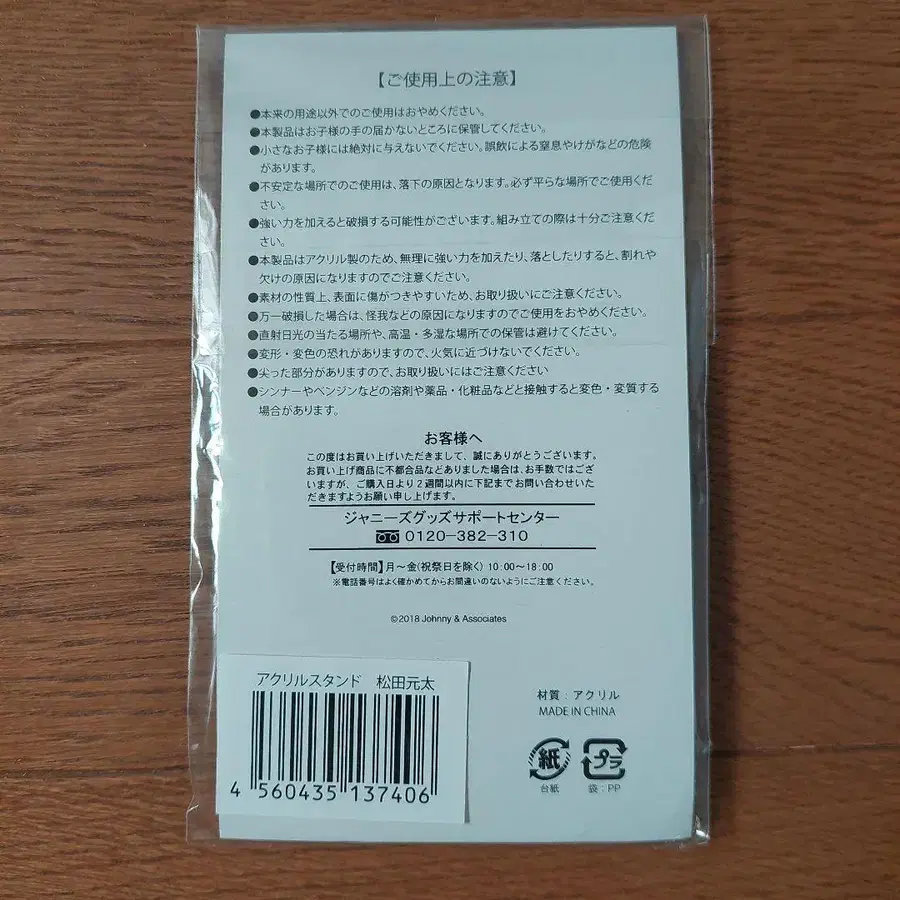 【ご使用上の注意】
●本来の用途以外でのご使用はおやめください。
●本製品はお子様の手の届かないところに保管してください。
●小さなお子様には絶対に与えないでください。誤飲による窒息やけがなどの危険
があります。
●不安定な場所でのご使用は、落下の原因となります。必ず平らな場所でご使用くだ
さい。
●強い力を加えると破損する可能性がございます。組み立ての際は十分ご注意くだ
さい。
●本製品はアクリル製のため、無理に強い力を加えたり、落としたりすると、割れや
欠けの原因になりますのでご注意ください。
●素材の性質上、表面に傷がつきやすいため、お取り扱いにご注意ください。
●万一破損した場合は、怪我などの原因になりますのでご使用をおやめください。
●直射日光の当たる場所や、高温・多湿な場所での保管は避けてください。
●変形・変色の恐れがありますので、火気に近づけないでください。
●尖った部分がありますので、お取り扱いにはご注意ください
●シンナーやベンジンなどの溶剤や薬品・化粧品などと接触すると変色・変質する
場合があります。
お客様へ
この度はお買い上げいただきまして、誠にありがとうございます。
お買い上げ商品に不都合品などありました場合は、お手数ではござ
いますが、ご購入日より2週間以内に下記までお問い合わせいた
だきますようお願い申し上げます。
ジャニーズグッズサポートセンター
0120-382-310
【受付時間】月～金(祝祭日を除く) 10:00～18:00
※電話番号はよく確かめてからお間違いのないようにご注意ください。
©2018 Johnny & Associates
アクリルスタンド 松田元太
4 560435 137406
材質：アクリル
MADE IN CHINA
紙 プラ
台紙 袋：PP